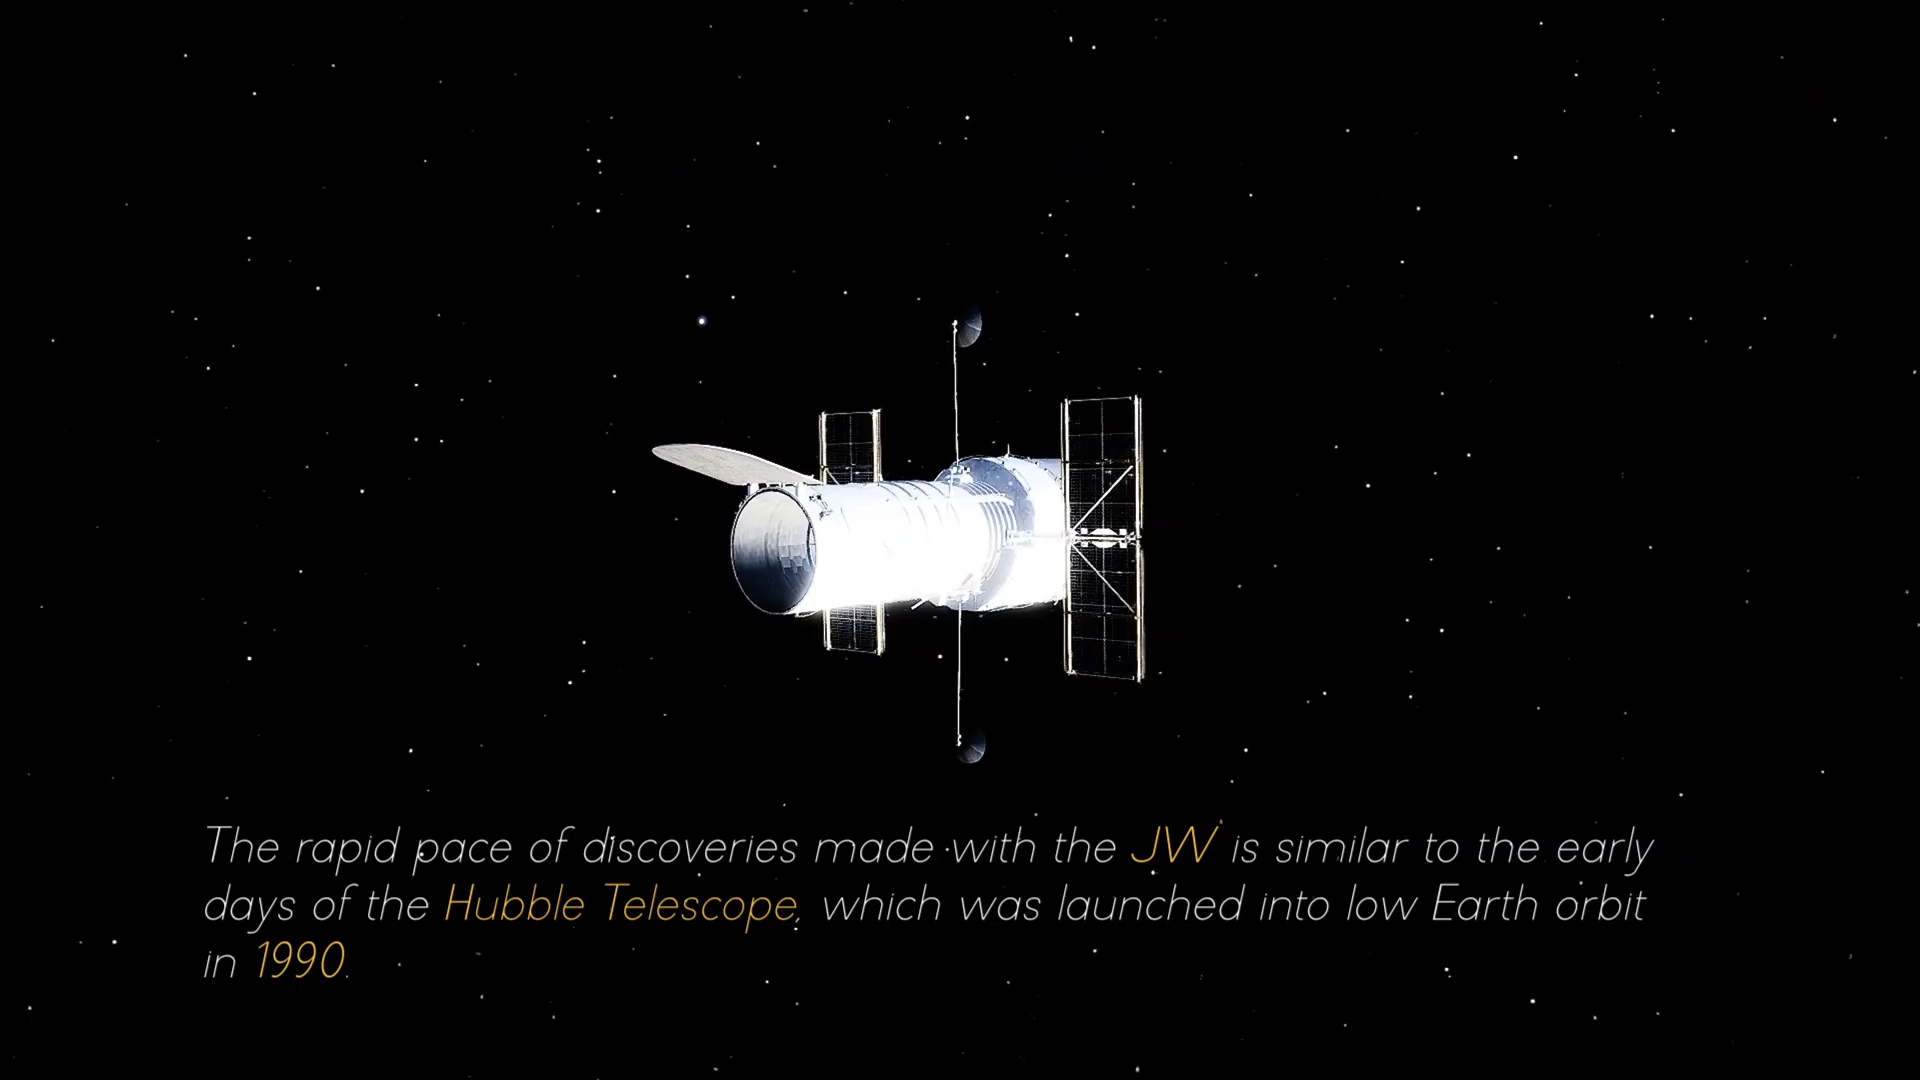 The rapid pace of discoveries made with the JW is similar to the early
days of the Hubble Telescope, which was launched into low Earth orbit
in 1990.